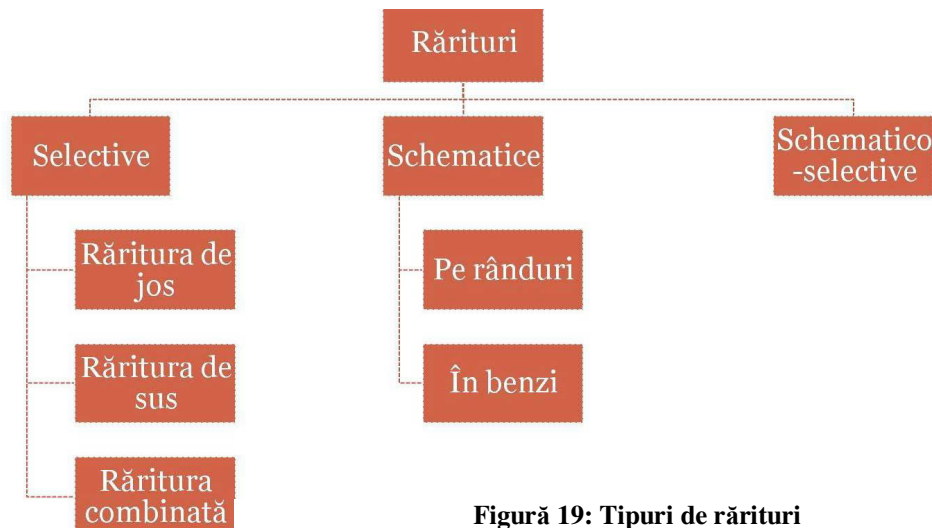 Rărituri
Selective
Schematice
Schematico
-selective
Răritura de
jos
Pe rânduri
Răritura de
sus
În benzi
Răritura
combinată
Figură 19: Tipuri de rărituri